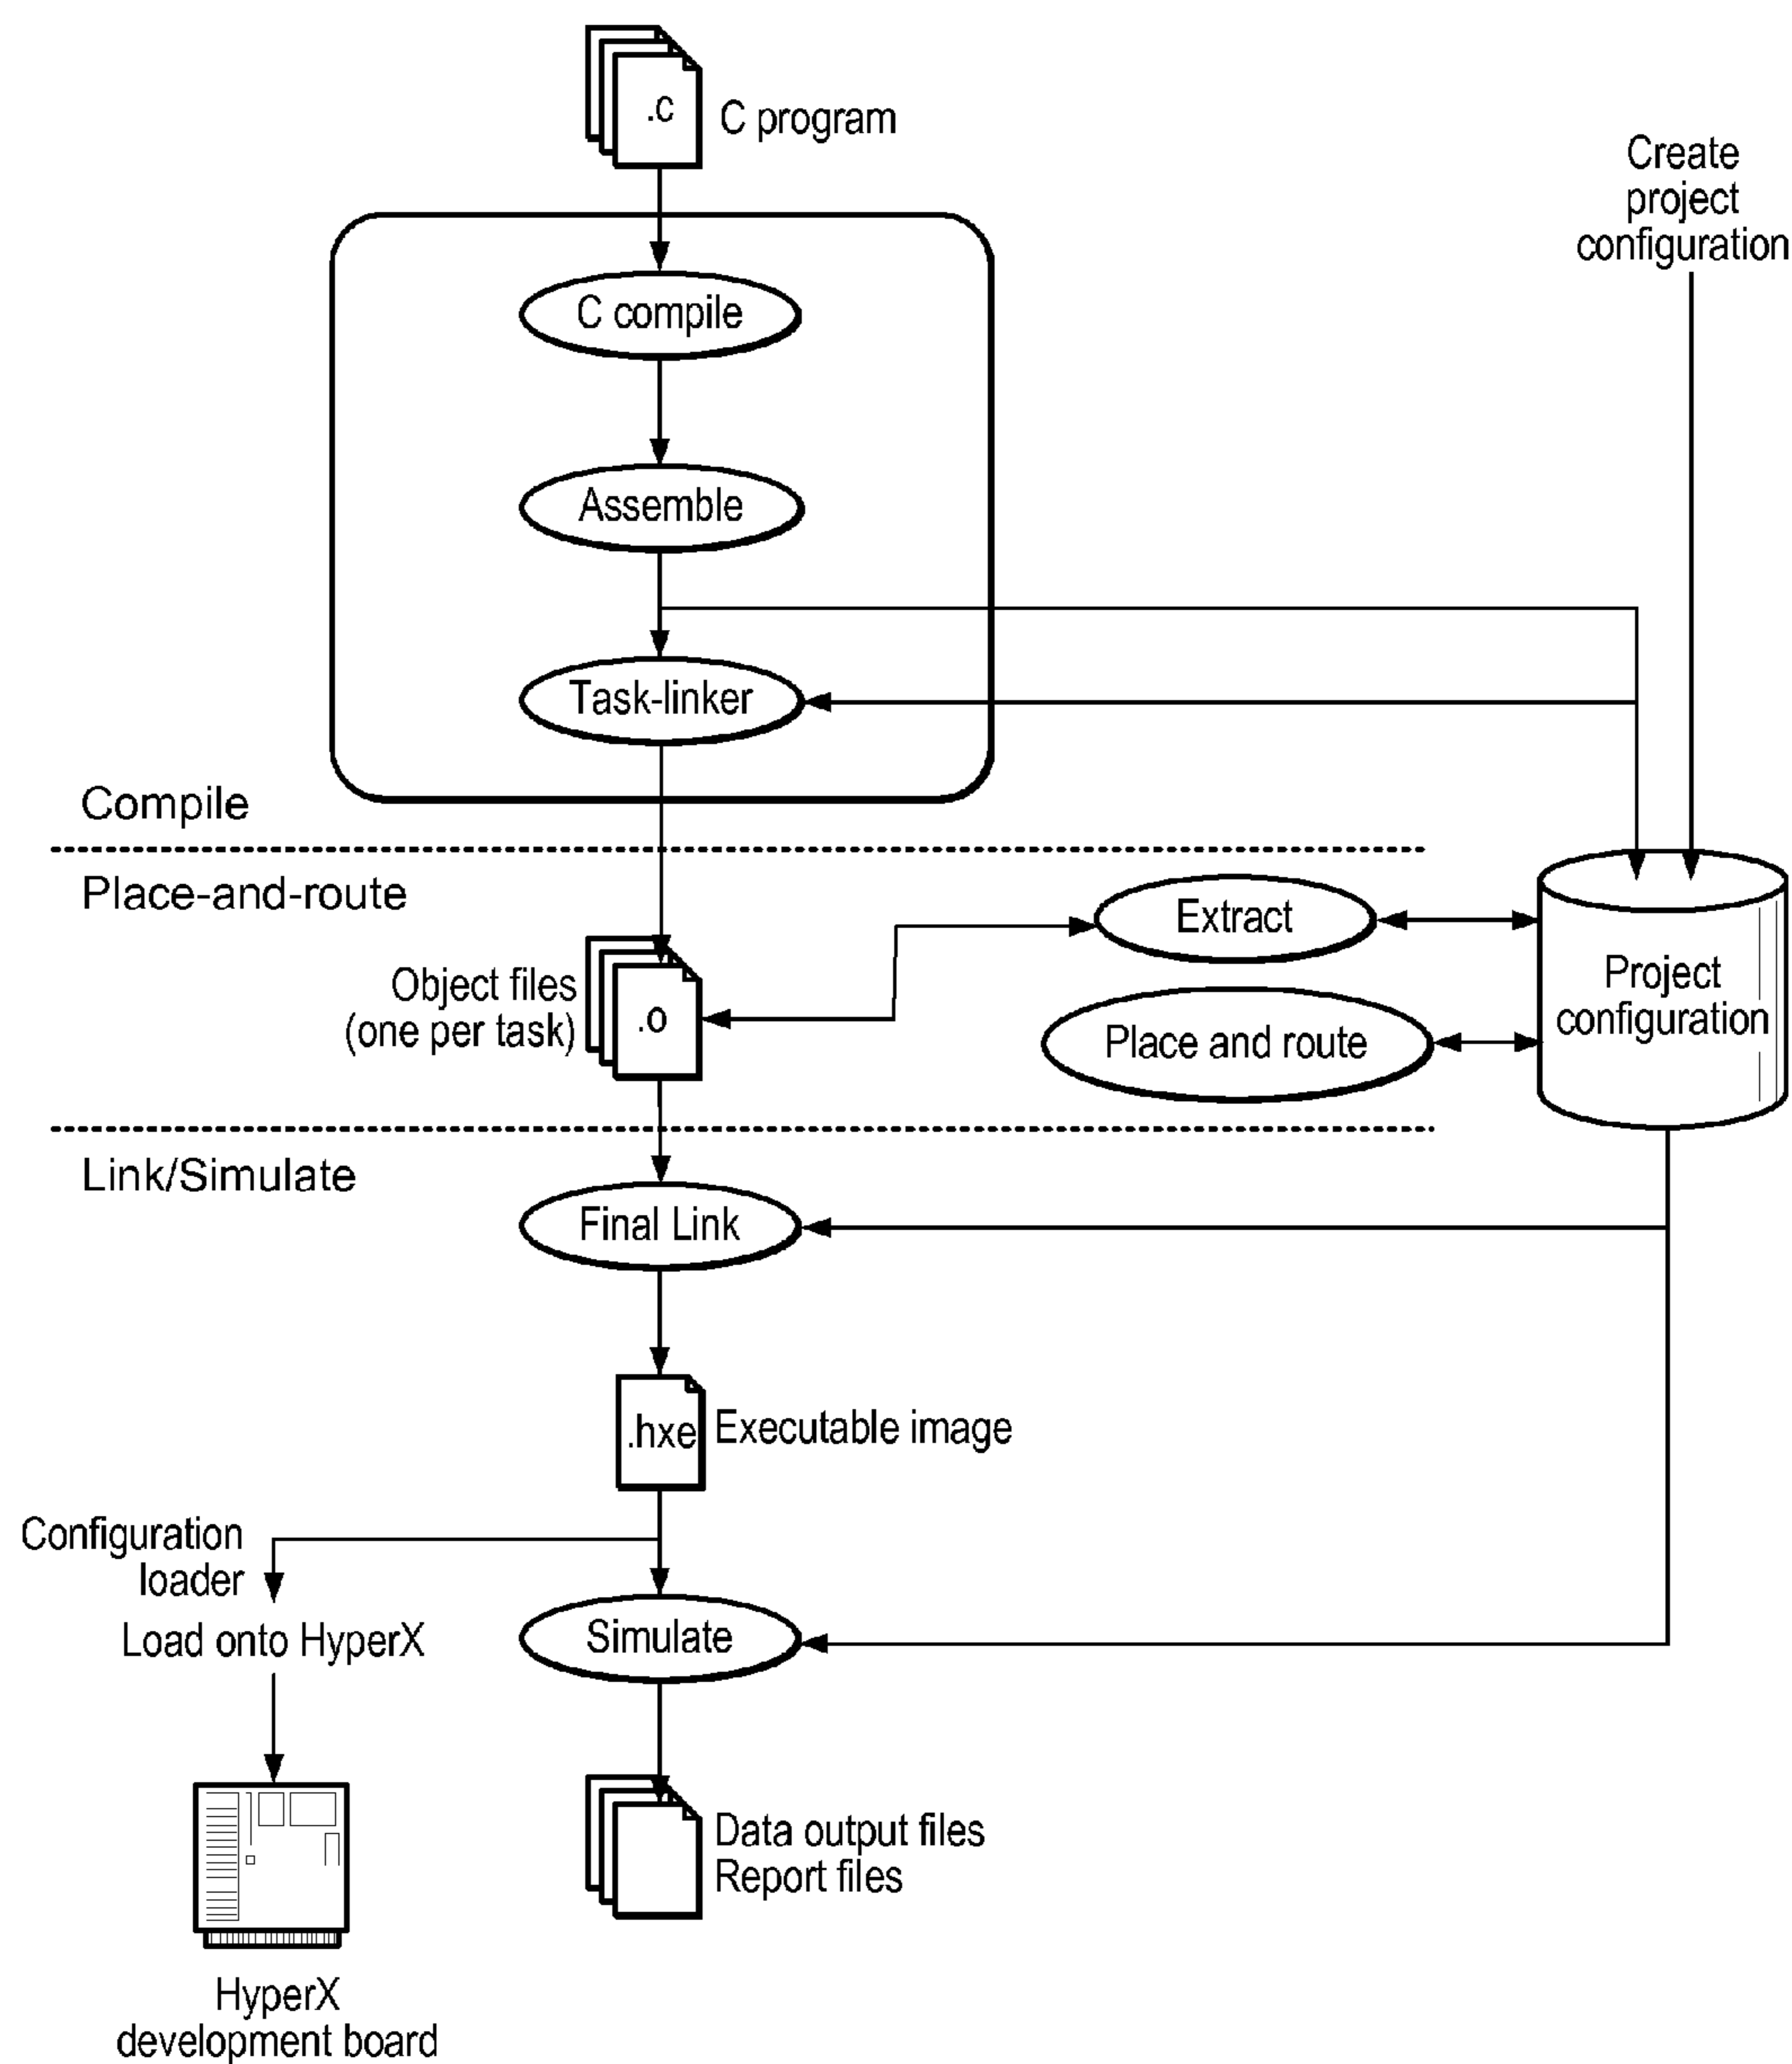 .c
C program
Create
project
configuration
C compile
Assemble
Task-linker
Compile
Place-and-route
Extract
Project
configuration
Object files
(one per task)
.o
Place and route
Link/Simulate
Final Link
.hxe
Executable image
Configuration
loader
Load onto HyperX
Simulate
Data output files
Report files
HyperX
development board